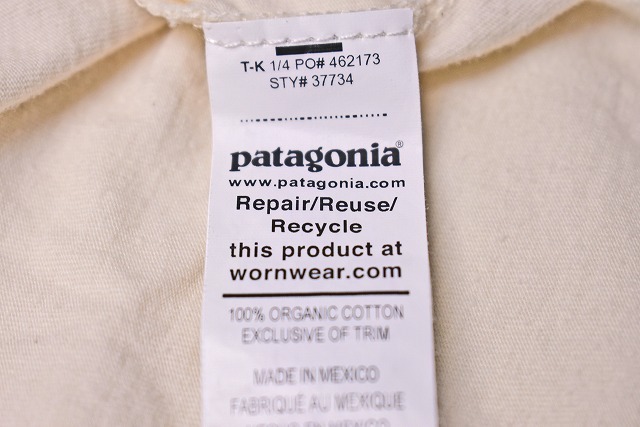 T-K 1/4 PO# 462173
STY# 37734
patagonia®
www.patagonia.com
Repair/Reuse/
Recycle
this product at
wornwear.com
100% ORGANIC COTTON
EXCLUSIVE OF TRIM
MADE IN MEXICO
FABRIQUÉ AU MEXIQUE